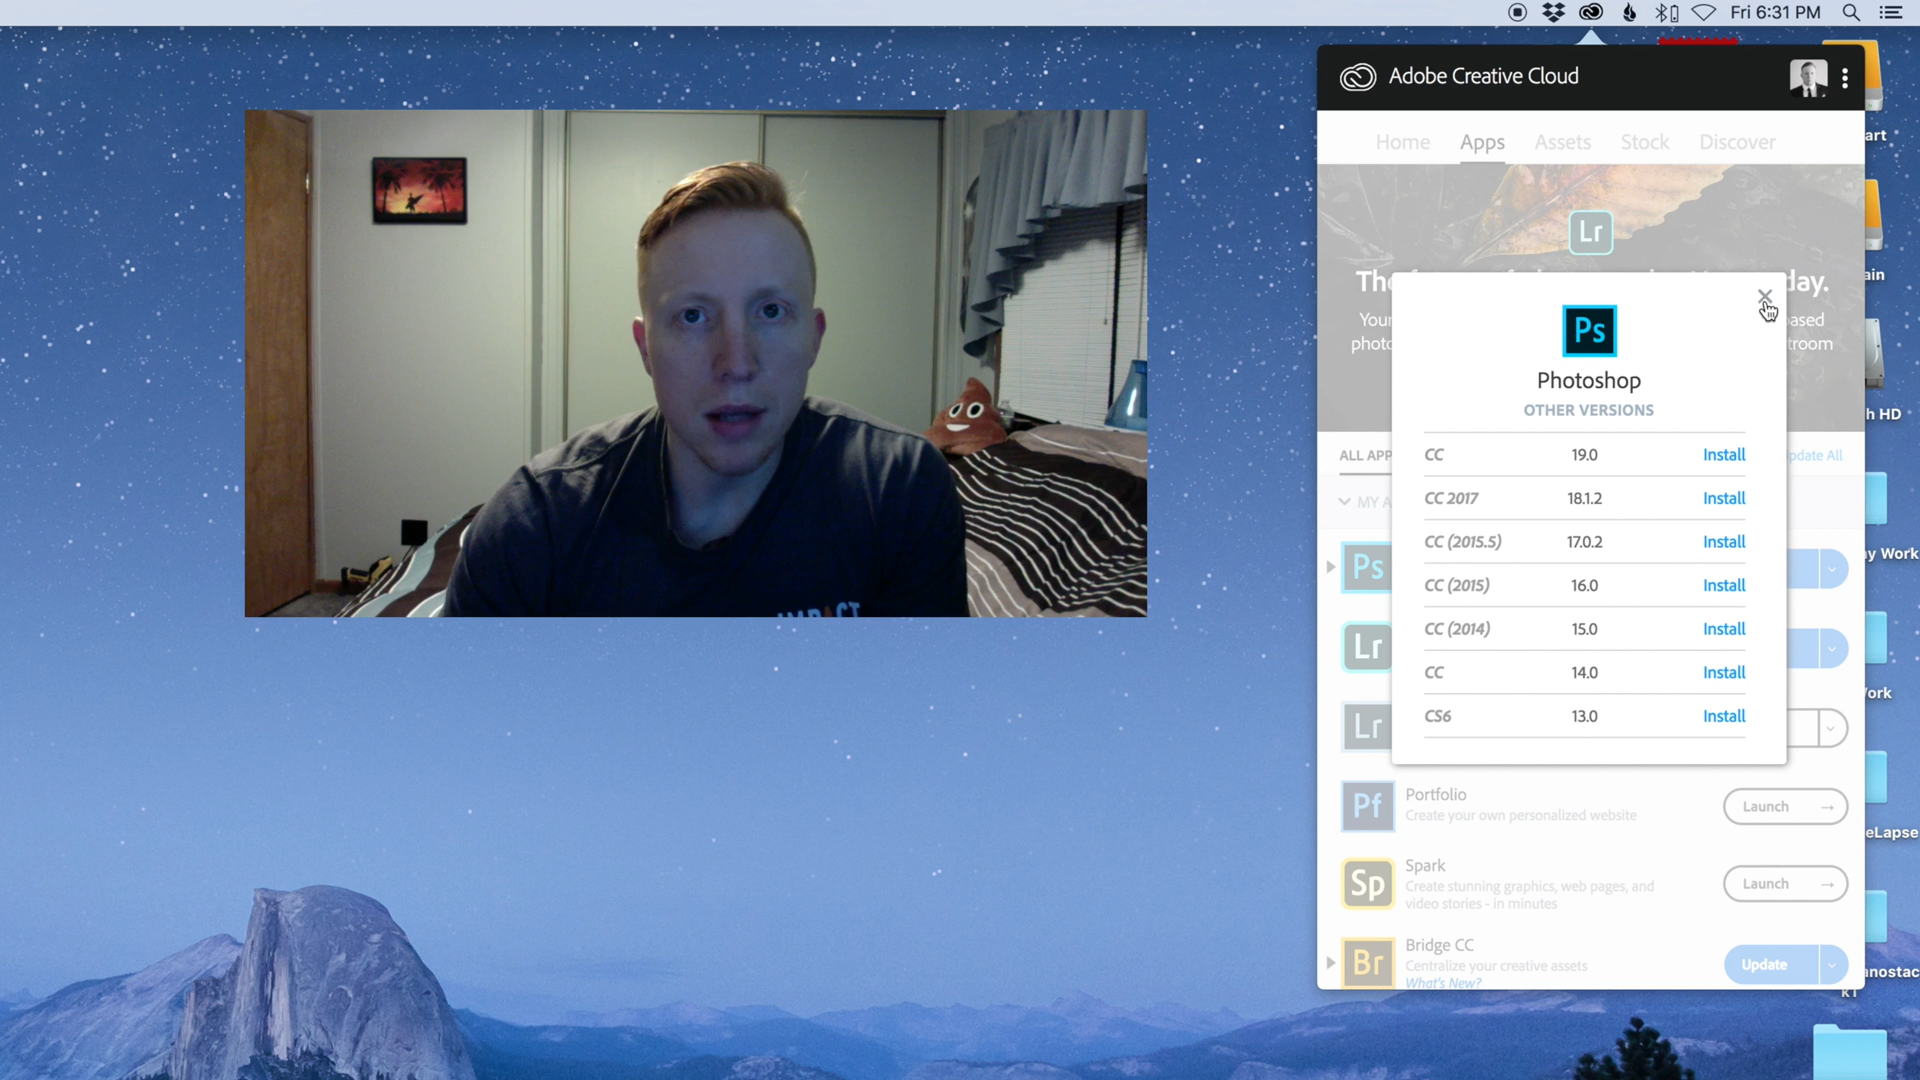 Fri 6:31 PM
Adobe Creative Cloud
Home Apps Assets Stock Discover
Lr
day.
Your
photo
troom
Ps
Photoshop
OTHER VERSIONS
CC 19.0 Install
CC 2017 18.1.2 Install
CC (2015.5) 17.0.2 Install
CC (2015) 16.0 Install
CC (2014) 15.0 Install
CC 14.0 Install
CS6 13.0 Install
ALL APP
pdate All
MY A
Ps
Lr
Lr
Pf
Portfolio
Create your own personalized website
Launch →
Sp
Spark
Create stunning graphics, web pages, and
video stories - in minutes
Launch →
Br
Bridge CC
Centralize your creative assets
What's New?
Update
art
ain
h HD
y Work
ork
eLapse
anostac